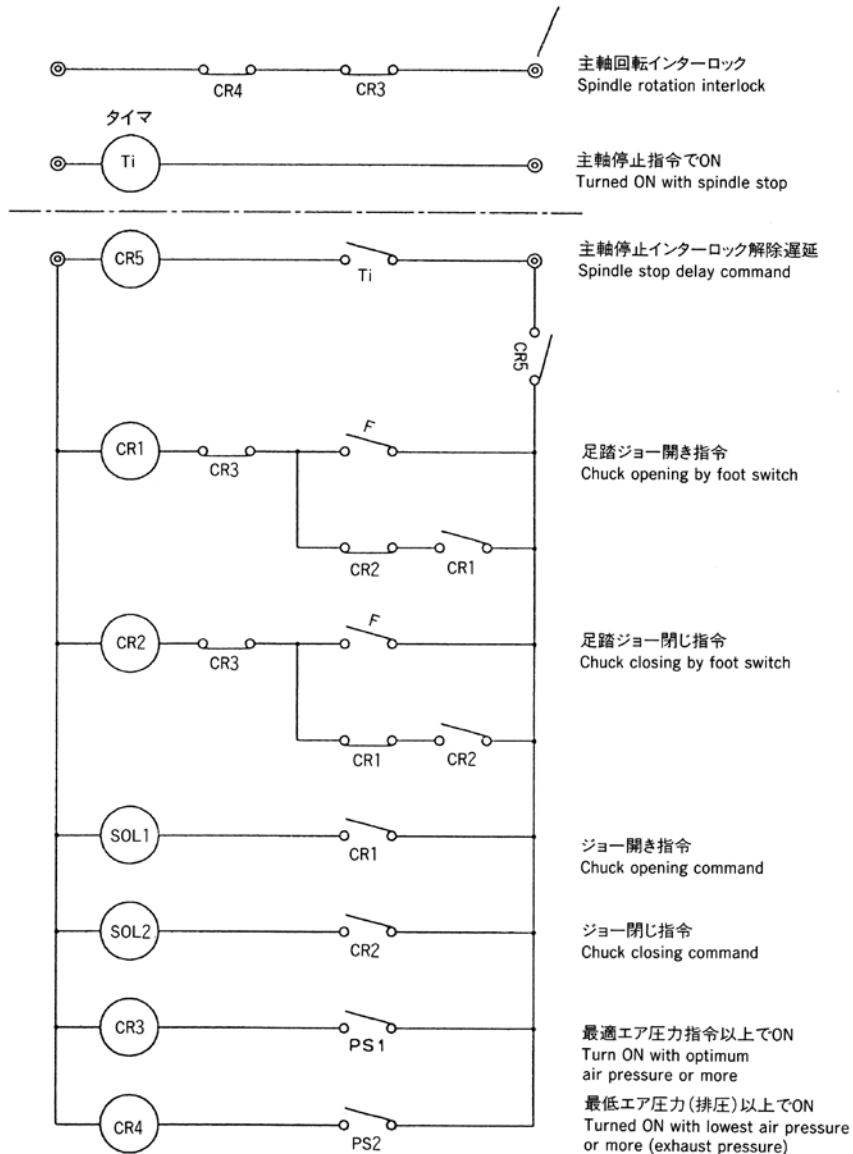 主軸回転インターロック
Spindle rotation interlock
CR4
CR3
タイマ
Ti
主軸停止指令でON
Turned ON with spindle stop
CR5
Ti
主軸停止インターロック解除遅延
Spindle stop delay command
CR5
CR1
CR3
F
足踏ジョー開き指令
Chuck opening by foot switch
CR2
CR1
CR2
CR3
F
足踏ジョー閉じ指令
Chuck closing by foot switch
CR1
CR2
SOL1
CR1
ジョー開き指令
Chuck opening command
SOL2
CR2
ジョー閉じ指令
Chuck closing command
CR3
PS1
最適エア圧力指令以上でON
Turn ON with optimum
air pressure or more
CR4
PS2
最低エア圧力(排圧)以上でON
Turned ON with lowest air pressure
or more (exhaust pressure)